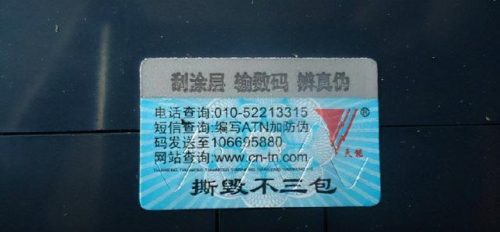 刮涂层 输数码 辨真伪
电话查询:010-52213315
短信查询:编写ATN加防伪
码发送至106695880
网站查询:www.cn-tn.com
®
天能
撕毁不三包